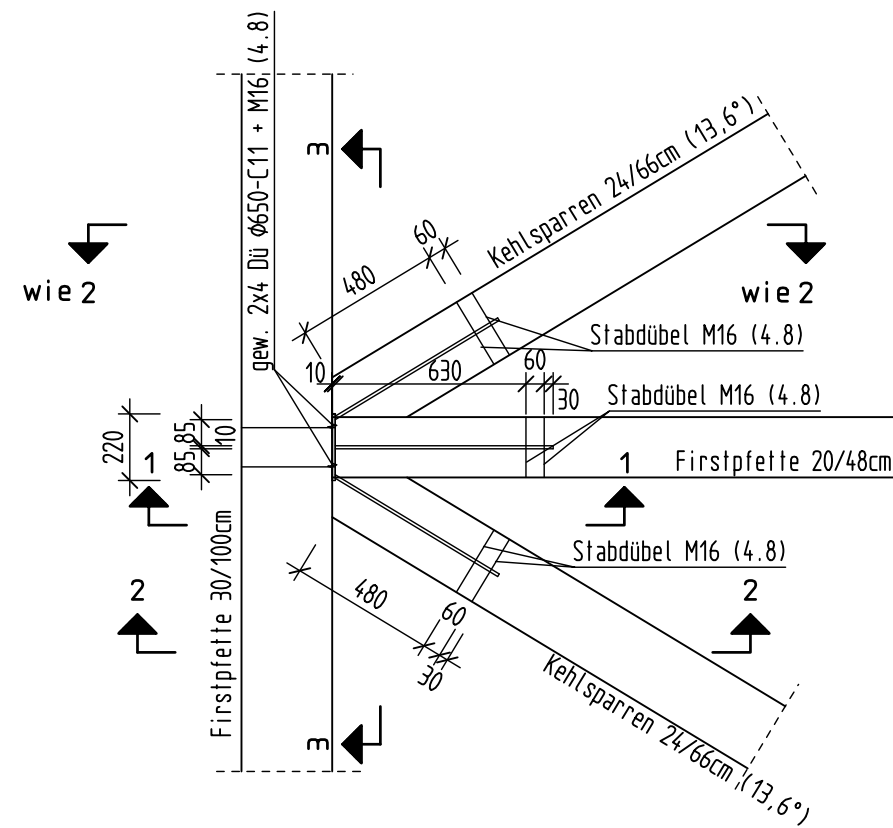 gew. 2x4 Dü ϕ650-C11 + M16 (4.8)
3
Kehlsparren 24/66cm (13,6°)
60
480
wie 2
wie 2
Stabdübel M16 (4.8)
10
630
60
30
Stabdübel M16 (4.8)
220
85
85
10
1
1
Firstpfette 20/48cm
Firstpfette 30/100cm
Stabdübel M16 (4.8)
2
2
480
60
30
Kehlsparren 24/66cm (13,6°)
3